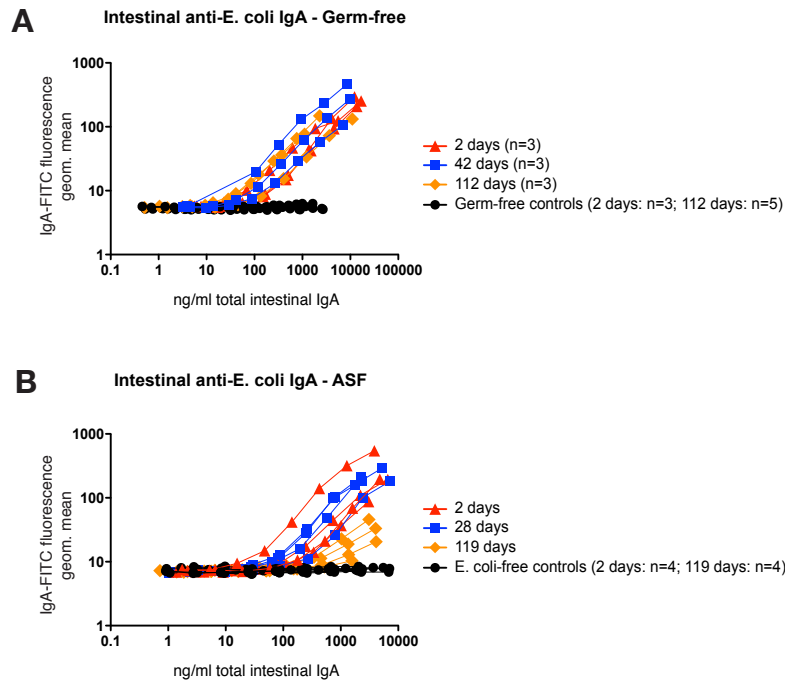 A
Intestinal anti-E. coli IgA - Germ-free
IgA-FITC fluorescence
geom. mean
1000
100
10
1
0.1
1
10
100
1000
10000
100000
ng/ml total intestinal IgA
2 days (n=3)
42 days (n=3)
112 days (n=3)
Germ-free controls (2 days: n=3; 112 days: n=5)
B
Intestinal anti-E. coli IgA - ASF
IgA-FITC fluorescence
geom. mean
1000
100
10
1
0.1
1
10
100
1000
10000
ng/ml total intestinal IgA
2 days
28 days
119 days
E. coli-free controls (2 days: n=4; 119 days: n=4)